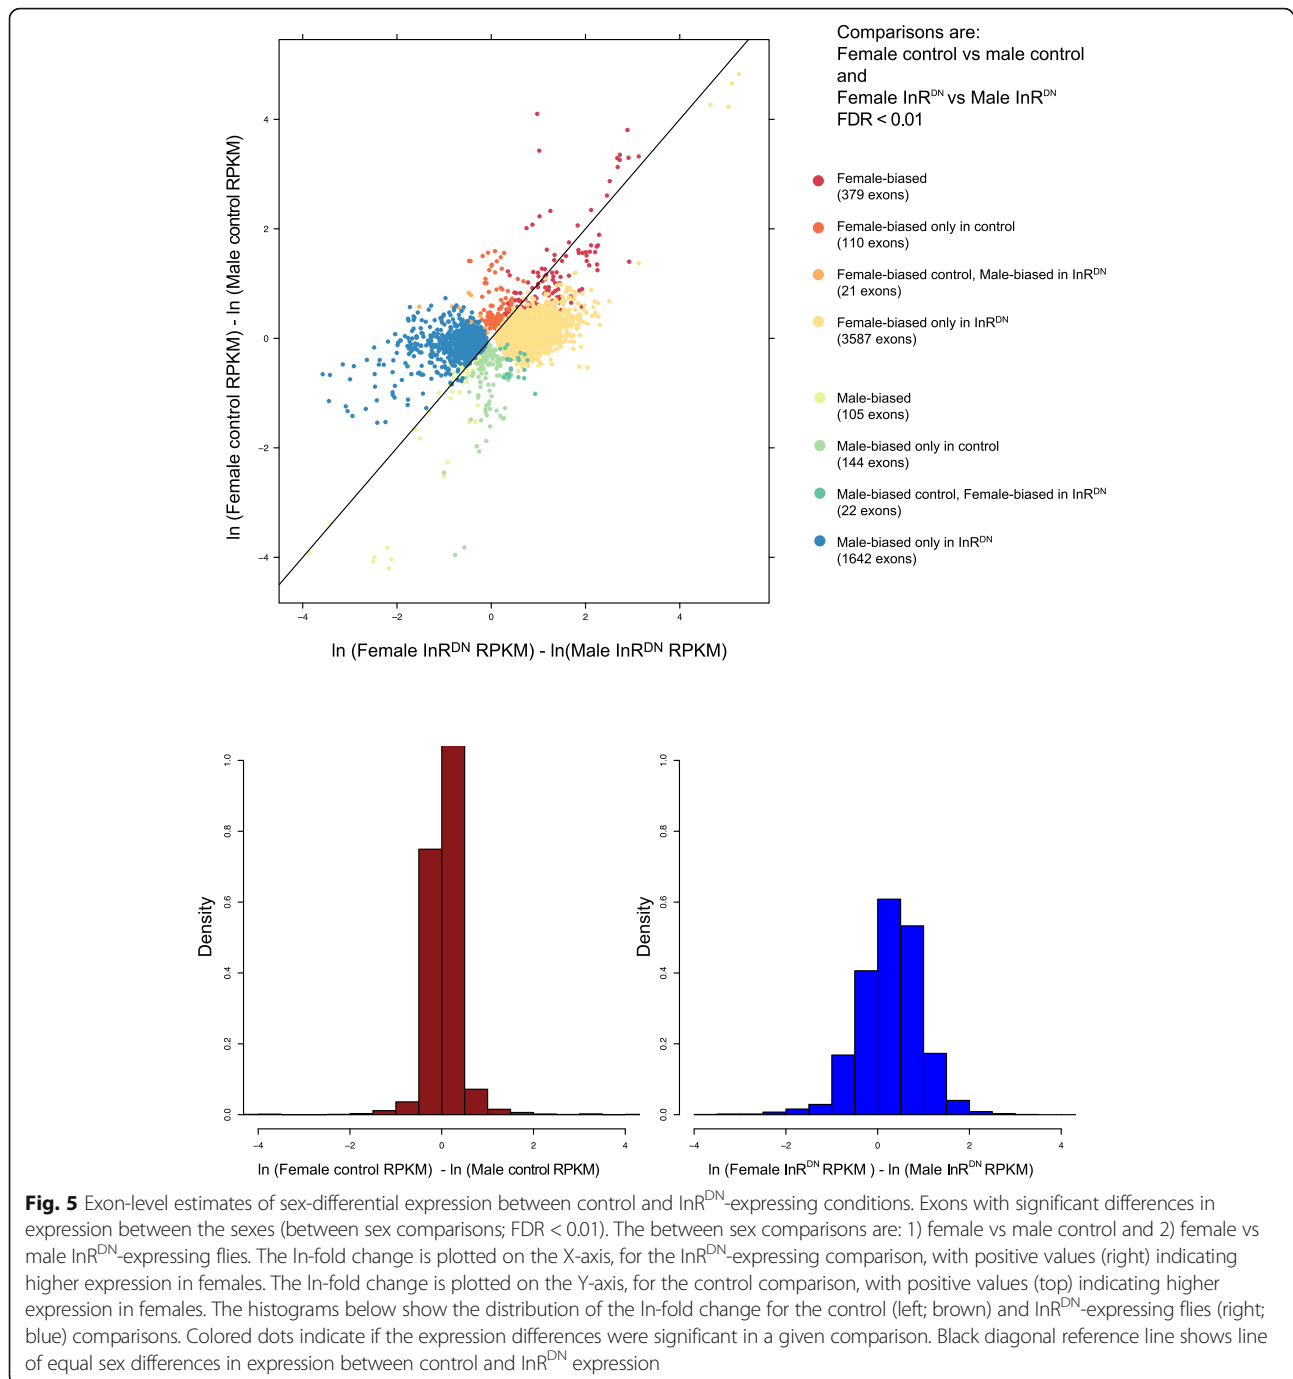 Comparisons are:
Female control vs male control
and
Female InR^DN vs Male InR^DN
FDR < 0.01
ln (Female control RPKM) - ln (Male control RPKM)
4
2
0
−2
−4
−4
−2
0
2
4
ln (Female InR^DN RPKM) - ln(Male InR^DN RPKM)
Female-biased
(379 exons)
Female-biased only in control
(110 exons)
Female-biased control, Male-biased in InR^DN
(21 exons)
Female-biased only in InR^DN
(3587 exons)
Male-biased
(105 exons)
Male-biased only in control
(144 exons)
Male-biased control, Female-biased in InR^DN
(22 exons)
Male-biased only in InR^DN
(1642 exons)
Density
1.0
0.8
0.6
0.4
0.2
0.0
−4
−2
0
2
4
ln (Female control RPKM) - ln (Male control RPKM)
Density
1.0
0.8
0.6
0.4
0.2
0.0
−4
−2
0
2
4
ln (Female InR^DN RPKM ) - ln (Male InR^DN RPKM)
Fig. 5 Exon-level estimates of sex-differential expression between control and InR^DN-expressing conditions. Exons with significant differences in
expression between the sexes (between sex comparisons; FDR < 0.01). The between sex comparisons are: 1) female vs male control and 2) female vs
male InR^DN-expressing flies. The ln-fold change is plotted on the X-axis, for the InR^DN-expressing comparison, with positive values (right) indicating
higher expression in females. The ln-fold change is plotted on the Y-axis, for the control comparison, with positive values (top) indicating higher
expression in females. The histograms below show the distribution of the ln-fold change for the control (left; brown) and InR^DN-expressing flies (right;
blue) comparisons. Colored dots indicate if the expression differences were significant in a given comparison. Black diagonal reference line shows line
of equal sex differences in expression between control and InR^DN expression